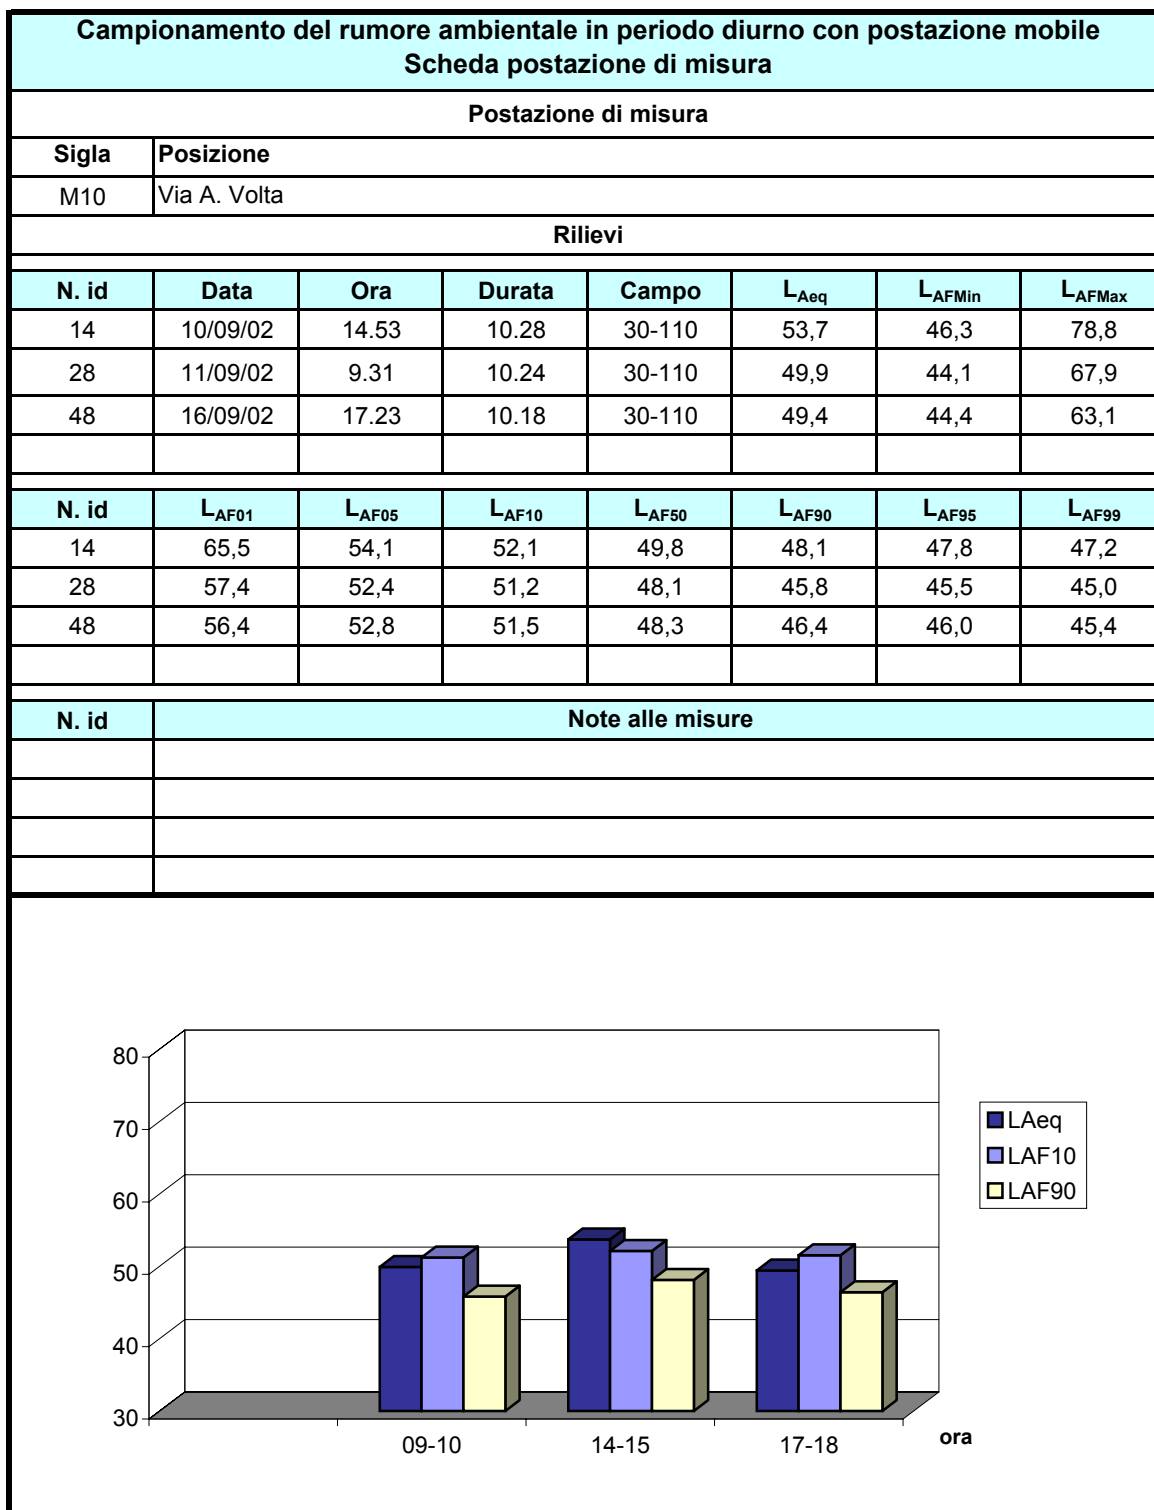 Campionamento del rumore ambientale in periodo diurno con postazione mobile
Scheda postazione di misura
Postazione di misura
Sigla Posizione
M10 Via A. Volta
Rilievi
N. id Data Ora Durata Campo LAeq LAFMin LAFMax
14 10/09/02 14.53 10.28 30-110 53,7 46,3 78,8
28 11/09/02 9.31 10.24 30-110 49,9 44,1 67,9
48 16/09/02 17.23 10.18 30-110 49,4 44,4 63,1
N. id LAF01 LAF05 LAF10 LAF50 LAF90 LAF95 LAF99
14 65,5 54,1 52,1 49,8 48,1 47,8 47,2
28 57,4 52,4 51,2 48,1 45,8 45,5 45,0
48 56,4 52,8 51,5 48,3 46,4 46,0 45,4
N. id Note alle misure
80
70
60
50
40
30
09-10 14-15 17-18 ora
LAeq
LAF10
LAF90